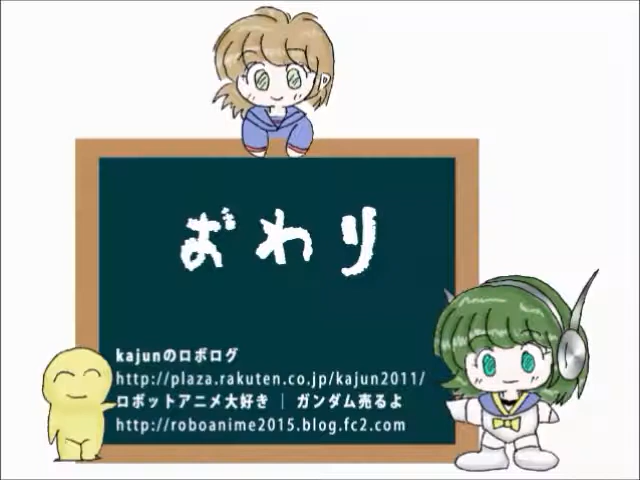 おわり
kajunのロボログ
http://plaza.rakuten.co.jp/kajun2011/
ロボットアニメ大好き｜ガンダム売るよ
http://roboanime2015.blog.fc2.com